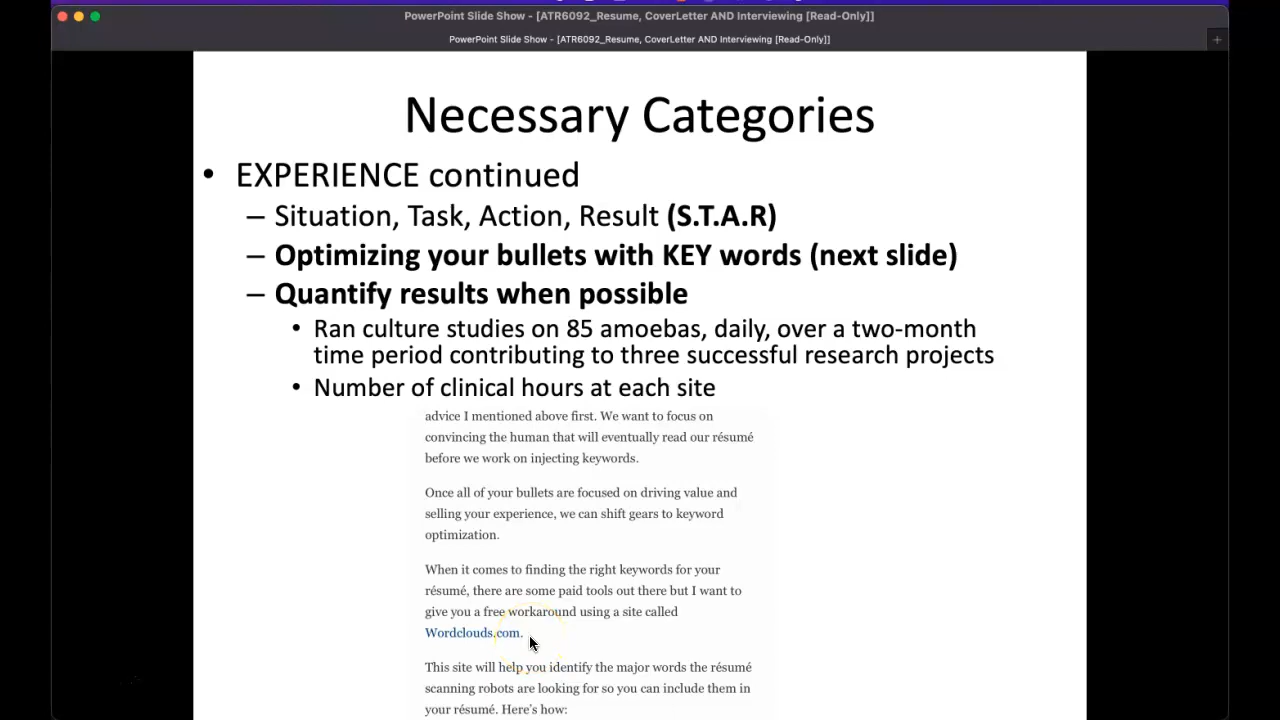 PowerPoint Slide Show - [ATR6092_Resume, CoverLetter AND Interviewing [Read-Only]]
PowerPoint Slide Show - [ATR6092_Resume, CoverLetter AND Interviewing [Read-Only]]
Necessary Categories
• EXPERIENCE continued
– Situation, Task, Action, Result (S.T.A.R)
– Optimizing your bullets with KEY words (next slide)
– Quantify results when possible
• Ran culture studies on 85 amoebas, daily, over a two-month
time period contributing to three successful research projects
• Number of clinical hours at each site
advice I mentioned above first. We want to focus on
convincing the human that will eventually read our résumé
before we work on injecting keywords.
Once all of your bullets are focused on driving value and
selling your experience, we can shift gears to keyword
optimization.
When it comes to finding the right keywords for your
résumé, there are some paid tools out there but I want to
give you a free workaround using a site called
Wordclouds.com.
This site will help you identify the major words the résumé
scanning robots are looking for so you can include them in
your résumé. Here's how: